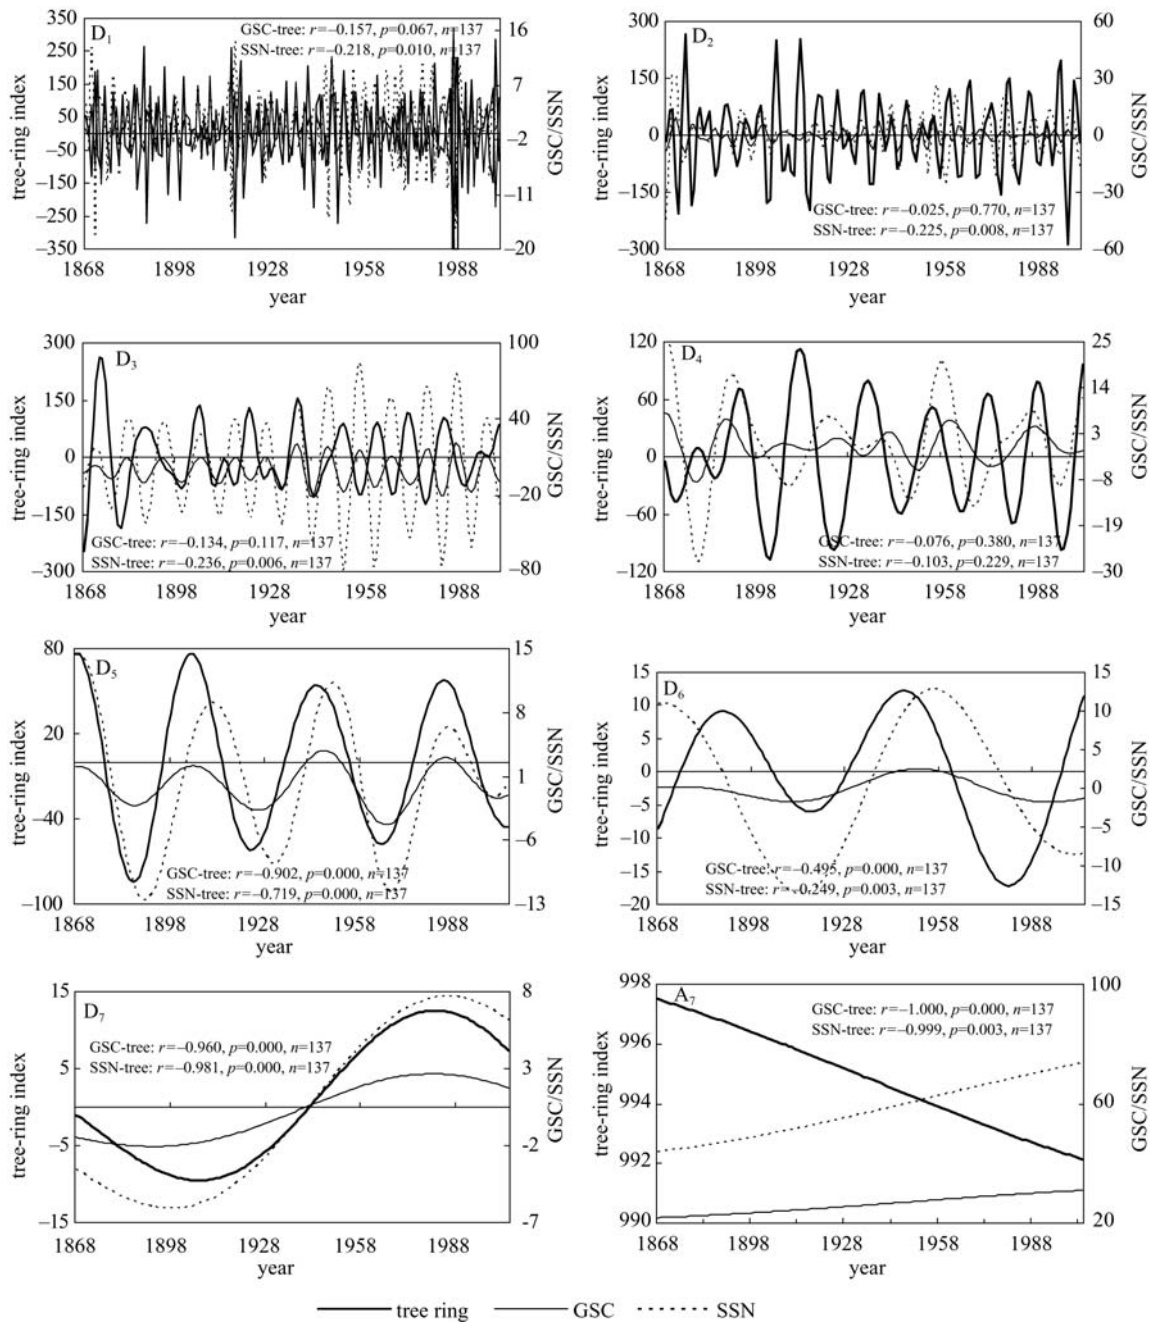 D1
GSC-tree: r=−0.157, p=0.067, n=137
SSN-tree: r=−0.218, p=0.010, n=137
tree-ring index
350
250
150
50
−50
−150
−250
−350
16
7
−2
−11
−20
GSC/SSN
1868 1898 1928 1958 1988
year
D2
tree-ring index
300
150
0
−150
−300
60
30
0
−30
−60
GSC/SSN
GSC-tree: r=−0.025, p=0.770, n=137
SSN-tree: r=−0.225, p=0.008, n=137
1868 1898 1928 1958 1988
year
D3
tree-ring index
300
150
0
−150
−300
100
40
−20
−80
GSC/SSN
GSC-tree: r=−0.134, p=0.117, n=137
SSN-tree: r=−0.236, p=0.006, n=137
1868 1898 1928 1958 1988
year
D4
tree-ring index
120
60
0
−60
−120
25
14
3
−8
−19
−30
GSC/SSN
GSC-tree: r=−0.076, p=0.380, n=137
SSN-tree: r=−0.103, p=0.229, n=137
1868 1898 1928 1958 1988
year
D5
tree-ring index
80
20
−40
−100
15
8
1
−6
−13
GSC/SSN
GSC-tree: r=−0.902, p=0.000, n=137
SSN-tree: r=−0.719, p=0.000, n=137
1868 1898 1928 1958 1988
year
D6
tree-ring index
15
10
5
0
−5
−10
−15
−20
15
10
5
0
−5
−10
−15
GSC/SSN
GSC-tree: r=−0.495, p=0.000, n=137
SSN-tree: r=−0.249, p=0.003, n=137
1868 1898 1928 1958 1988
year
D7
tree-ring index
15
5
−5
−15
8
3
-2
-7
GSC/SSN
GSC-tree: r=−0.960, p=0.000, n=137
SSN-tree: r=−0.981, p=0.000, n=137
1868 1898 1928 1958 1988
year
A7
tree-ring index
998
996
994
992
990
100
60
20
GSC/SSN
GSC-tree: r=−1.000, p=0.000, n=137
SSN-tree: r=−0.999, p=0.003, n=137
1868 1898 1928 1958 1988
year
tree ring GSC SSN